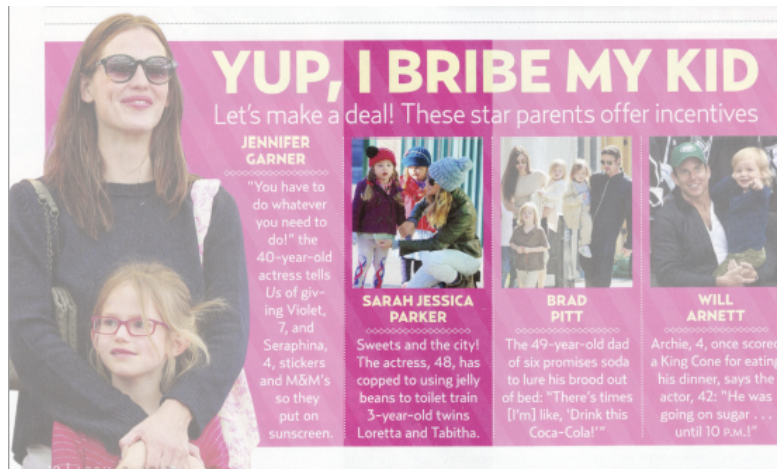 YUP, I BRIBE MY KID
Let's make a deal! These star parents offer incentives
JENNIFER
GARNER
"You have to
do whatever
you need to
do!" the
40-year-old
actress tells
Us of giv-
ing Violet,
7, and
Seraphina,
4, stickers
and M&M's
so they
put on
sunscreen.
SARAH JESSICA
PARKER
Sweets and the city!
The actress, 48, has
copped to using jelly
beans to toilet train
3-year-old twins
Loretta and Tabitha.
BRAD
PITT
The 49-year-old dad
of six promises soda
to lure his brood out
of bed: "There's times
[I'm] like, 'Drink this
Coca-Cola!'"
WILL
ARNETT
Archie, 4, once scored
a King Cone for eating
his dinner, says the
actor, 42: "He was
going on sugar . . .
until 10 P.M.!"